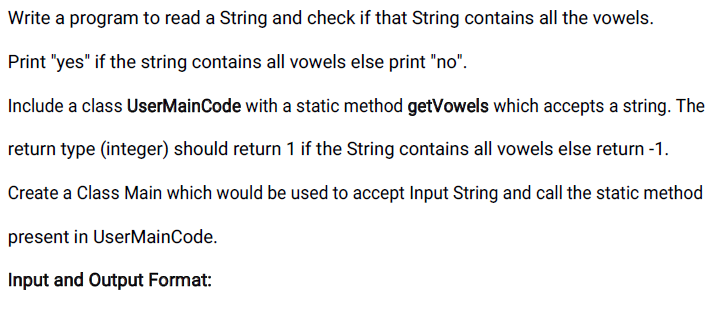 Write a program to read a String and check if that String contains all the vowels.
Print "yes" if the string contains all vowels else print "no".
Include a class UserMainCode with a static method getVowels which accepts a string. The
return type (integer) should return 1 if the String contains all vowels else return -1.
Create a Class Main which would be used to accept Input String and call the static method
present in UserMainCode.
Input and Output Format: